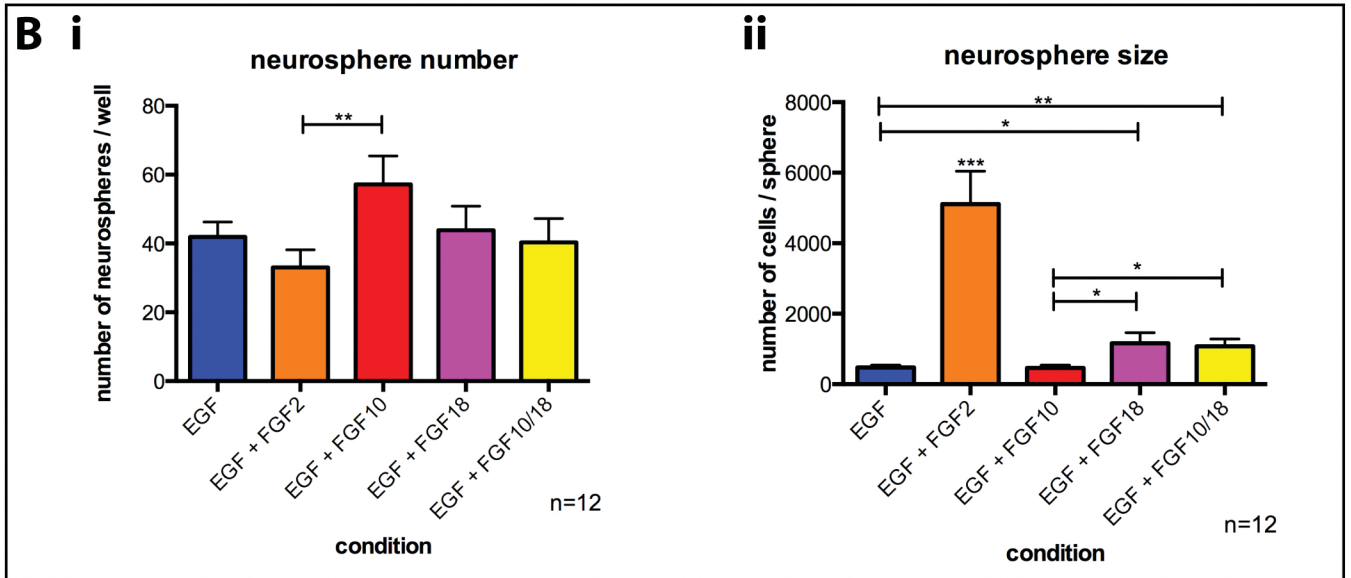 B i
neurosphere number
number of neurospheres / well
80
60
40
20
0
**
EGF
EGF + FGF2
EGF + FGF10
EGF + FGF18
EGF + FGF10/18
n=12
condition
ii
neurosphere size
number of cells / sphere
8000
6000
4000
2000
0
**
*
***
*
*
EGF
EGF + FGF2
EGF + FGF10
EGF + FGF18
EGF + FGF10/18
n=12
condition